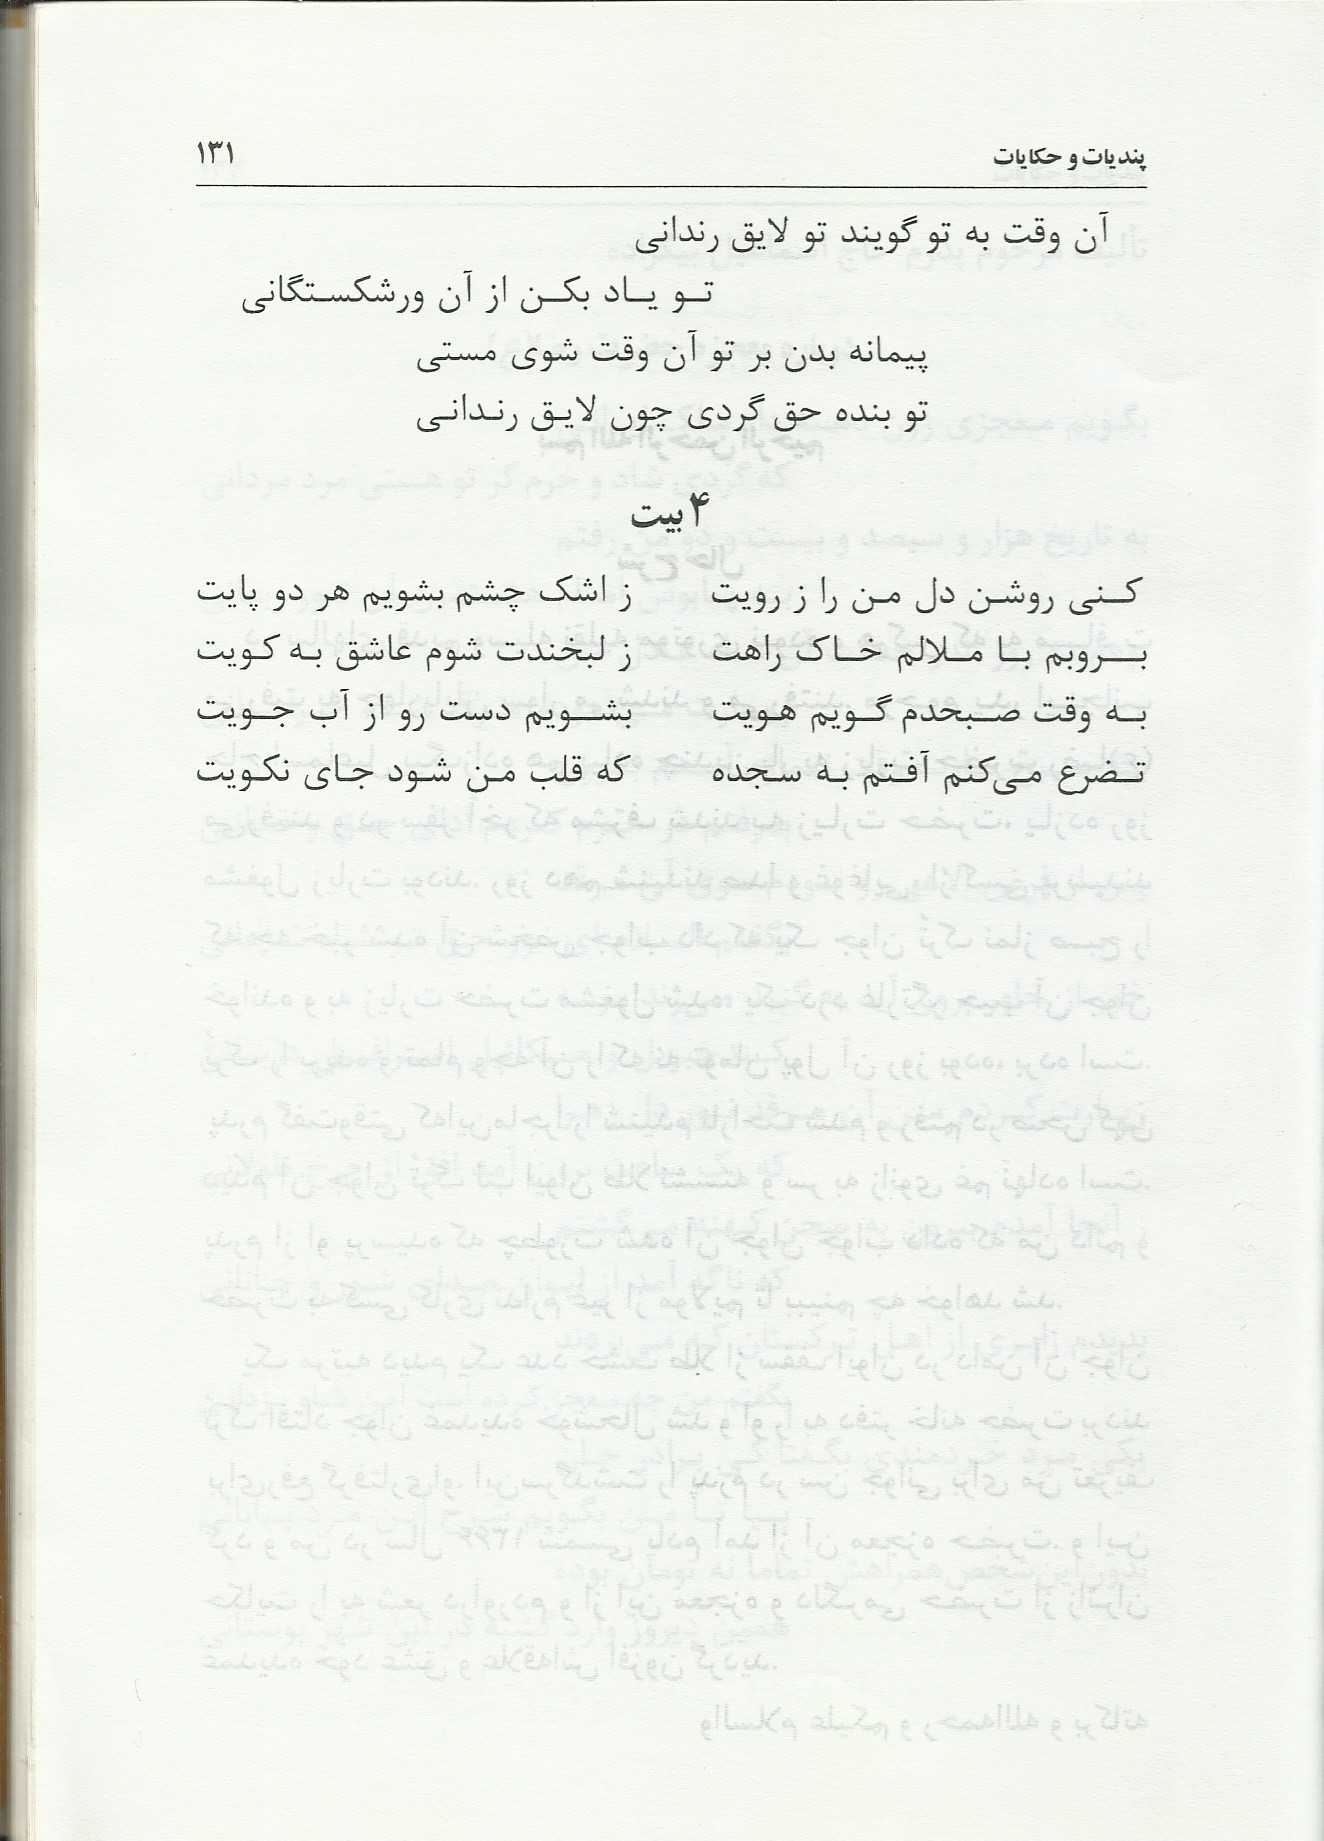 پندیات و حکایات ۱۳۱
آن وقت به تو گویند تو لایق رندانی
تو یاد بکن از آن ورشکستگانی
پیمانه بدن بر تو آن وقت شوی مستی
تو بنده حق گردی چون لایق رندانی
۴ بیت
کنی روشن دل من را ز رویت ز اشک چشم بشویم هر دو پایت
بروبم با ملالم خاک راهت ز لبخندت شوم عاشق به کویت
به وقت صبحدم گویم هویت بشویم دست رو از آب جویت
تضرع می‌کنم آفتم به سجده که قلب من شود جای نکویت